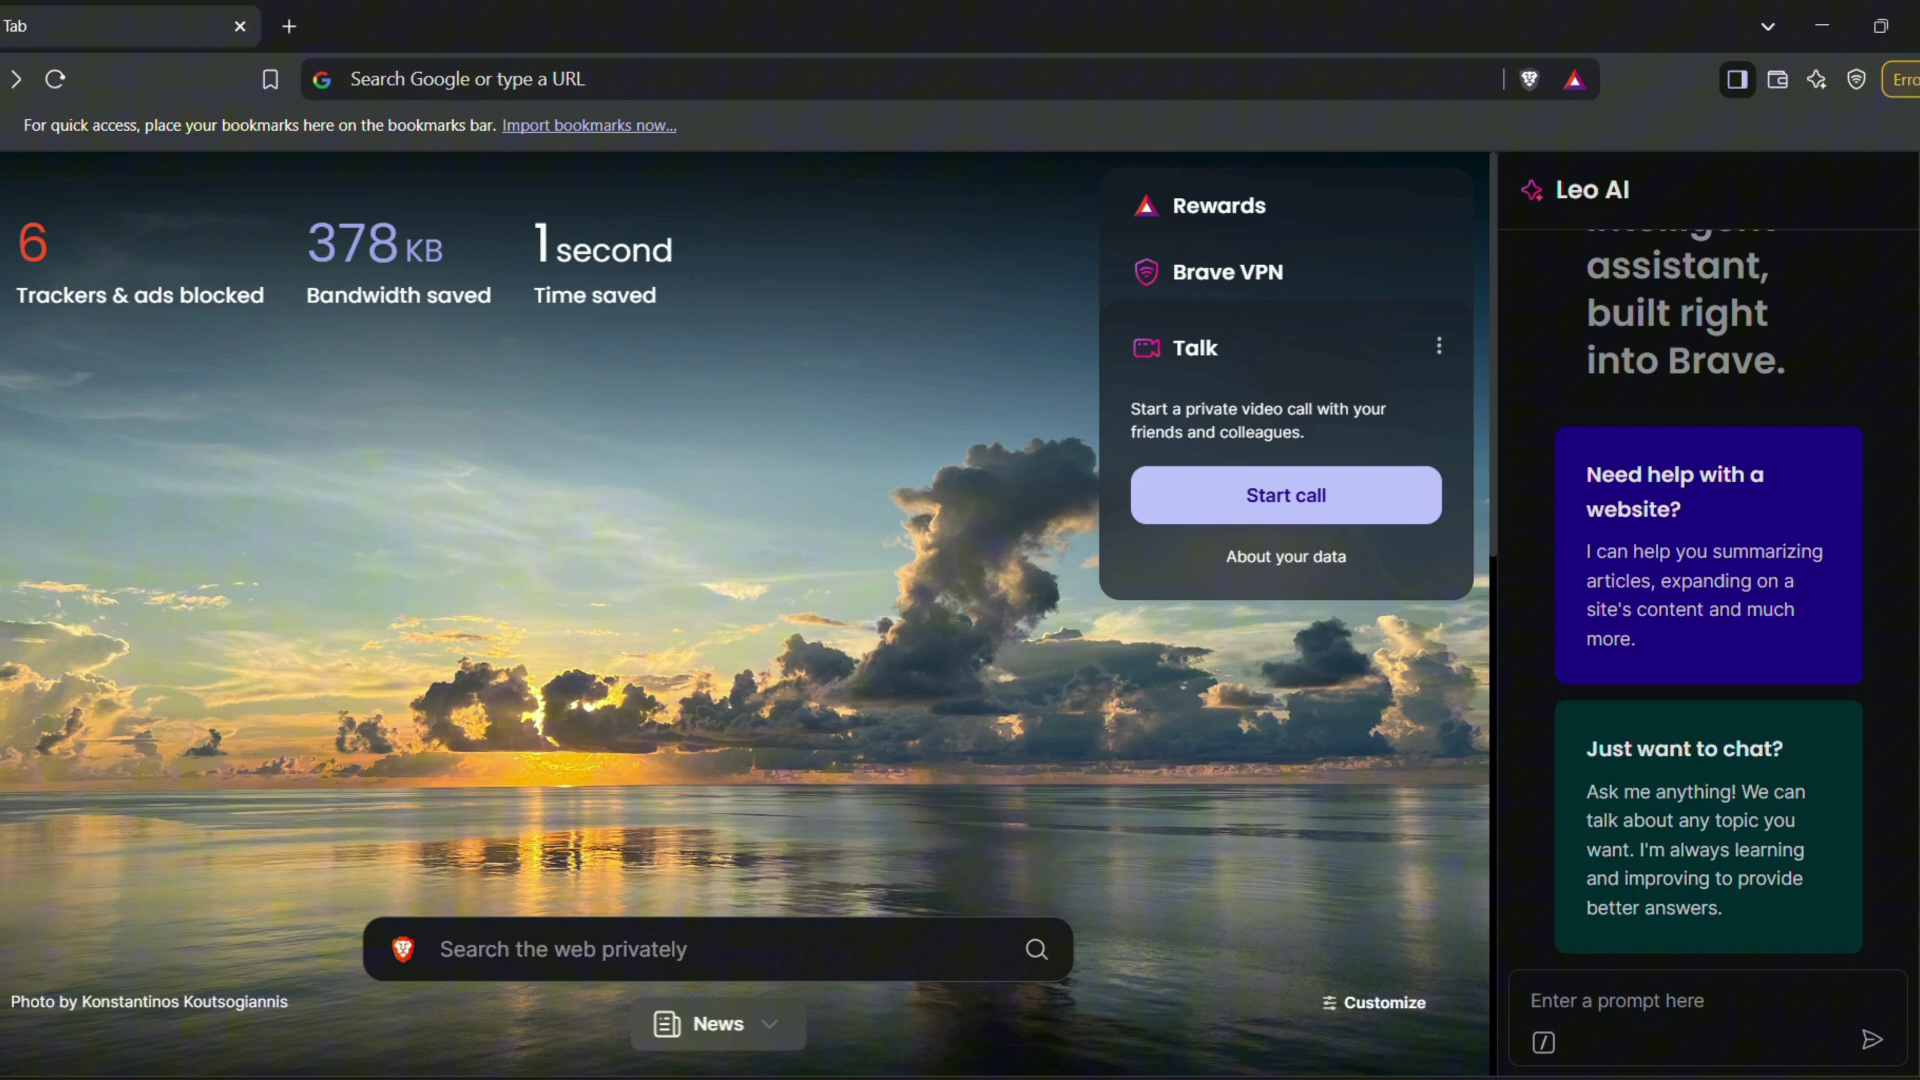 Tab
Search Google or type a URL
Erro
For quick access, place your bookmarks here on the bookmarks bar. Import bookmarks now...
6
Trackers & ads blocked
378 KB
Bandwidth saved
1 second
Time saved
Rewards
Brave VPN
Talk
Start a private video call with your
friends and colleagues.
Start call
About your data
Search the web privately
Photo by Konstantinos Koutsogiannis
News
Customize
Leo AI
assistant,
built right
into Brave.
Need help with a
website?
I can help you summarizing
articles, expanding on a
site's content and much
more.
Just want to chat?
Ask me anything! We can
talk about any topic you
want. I'm always learning
and improving to provide
better answers.
Enter a prompt here